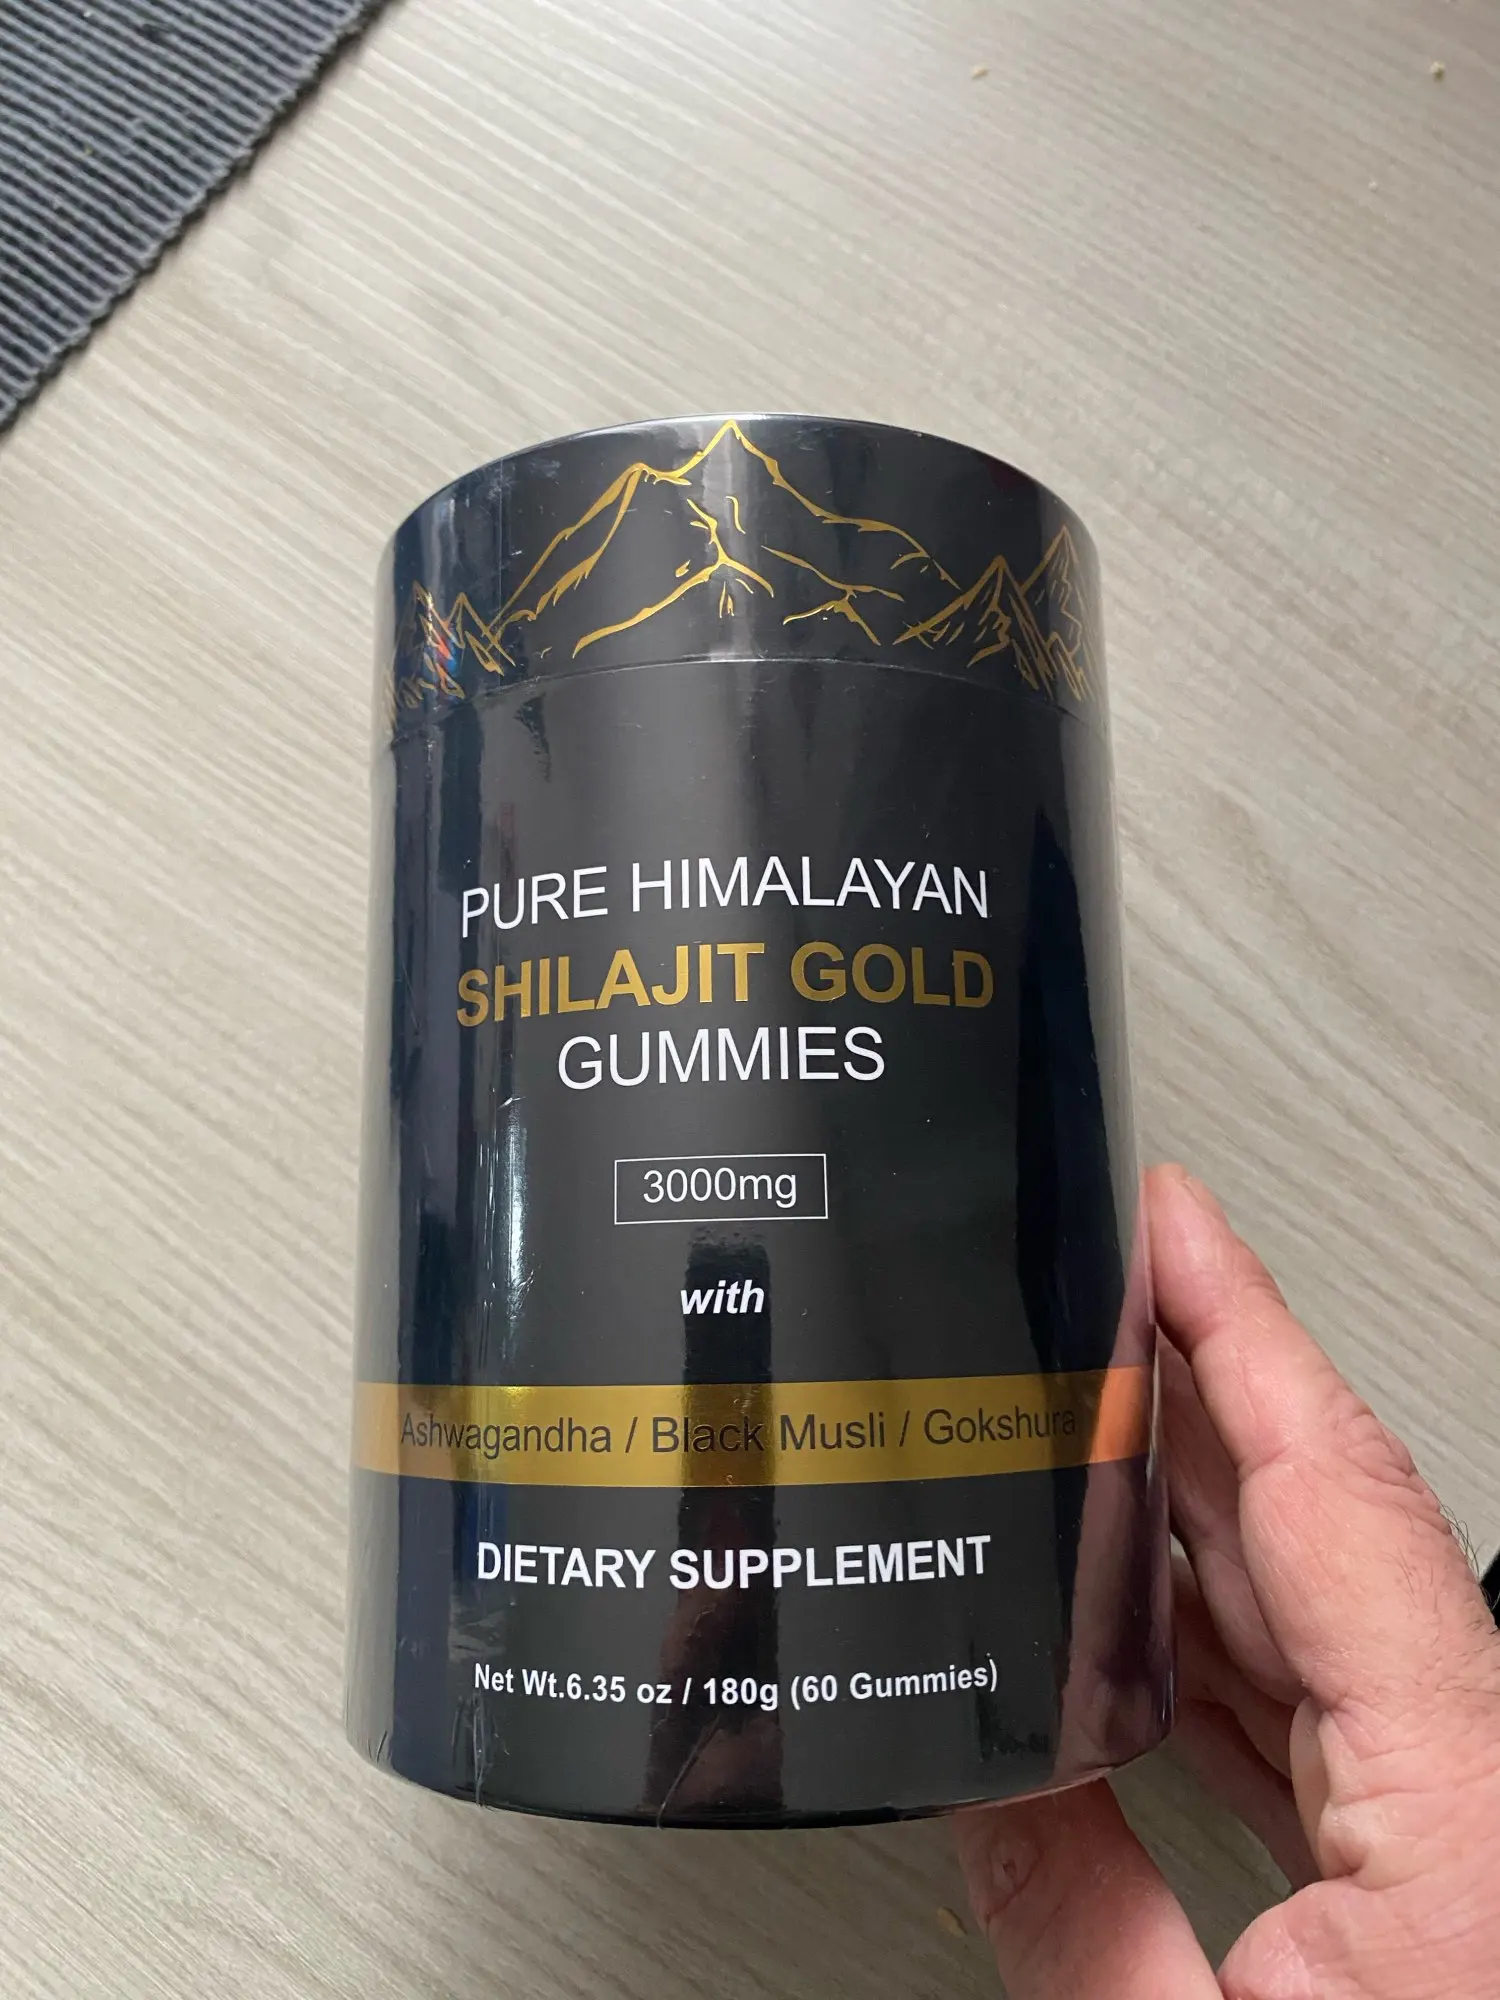 PURE HIMALAYAN
SHILAJIT GOLD
GUMMIES
3000mg
with
Ashwagandha / Black Musli / Gokshura
DIETARY SUPPLEMENT
Net Wt.6.35 oz / 180g (60 Gummies)